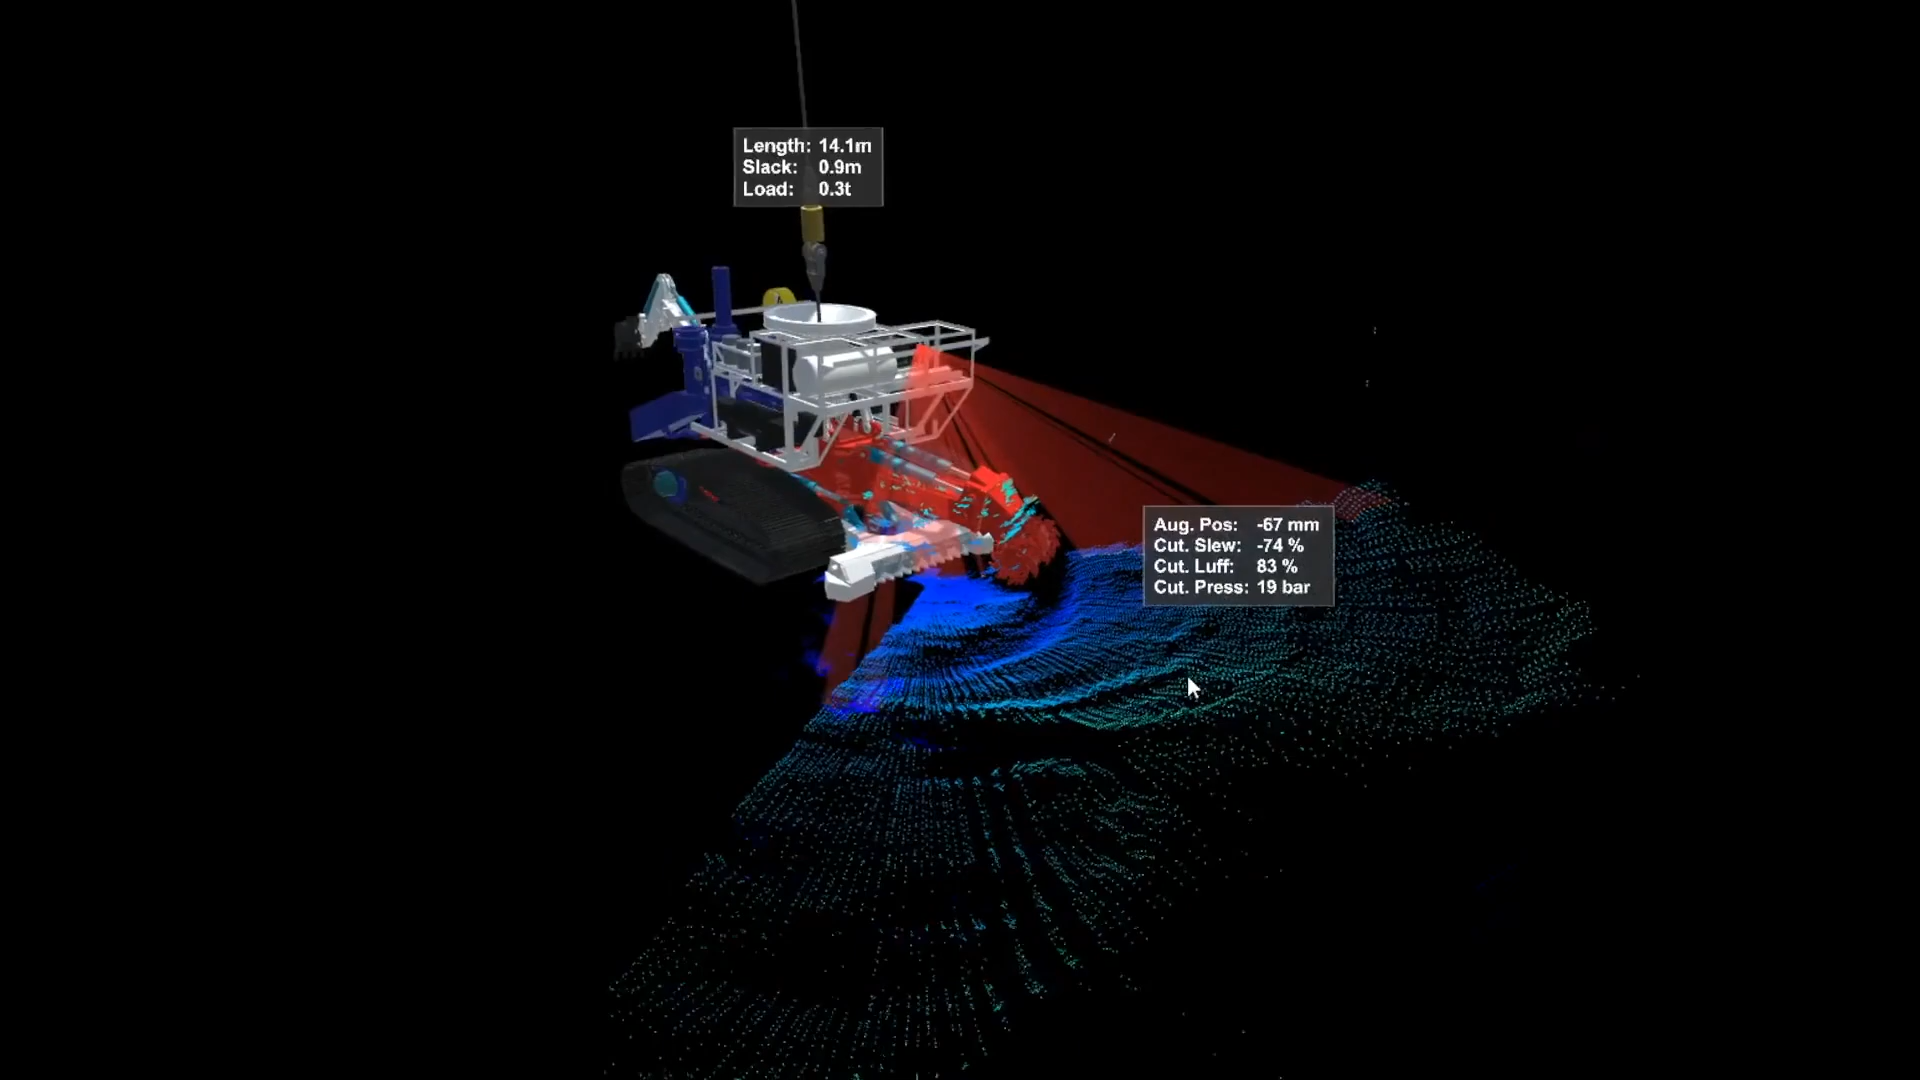 Length: 14.1m
Slack: 0.9m
Load: 0.3t
Aug. Pos: -67 mm
Cut. Slew: -74 %
Cut. Luff: 83 %
Cut. Press: 19 bar